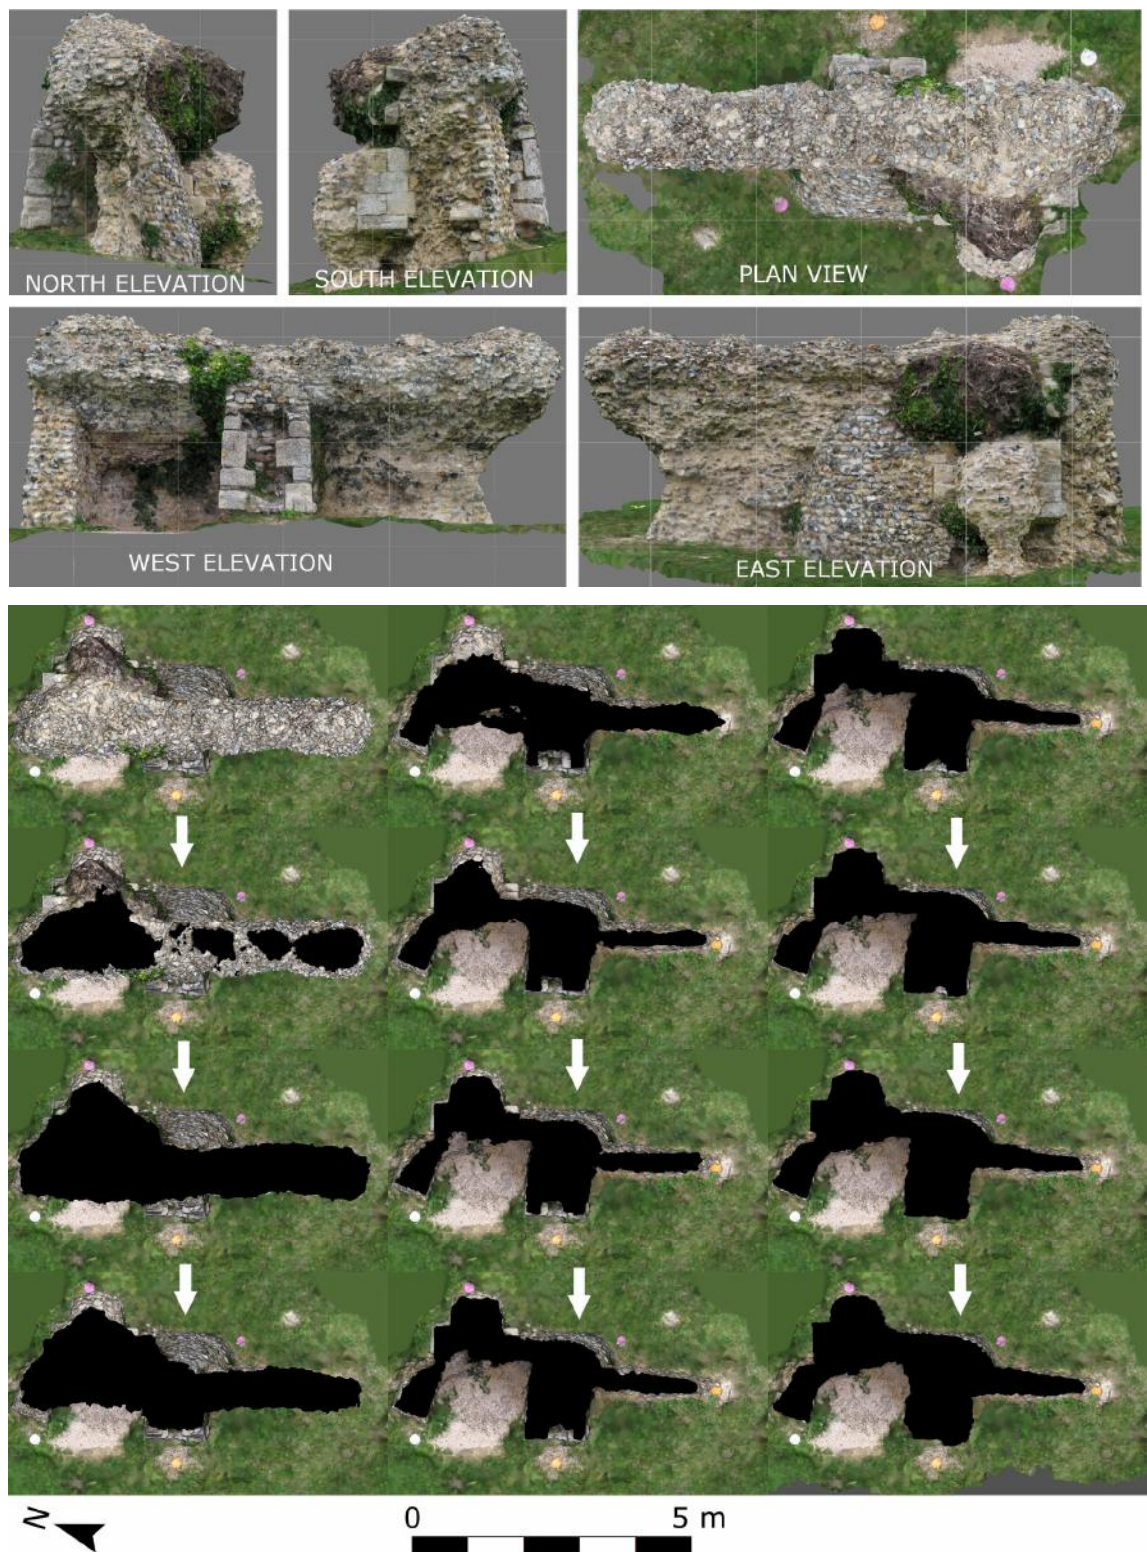 NORTH ELEVATION
SOUTH ELEVATION
PLAN VIEW
WEST ELEVATION
EAST ELEVATION
N
0 5 m